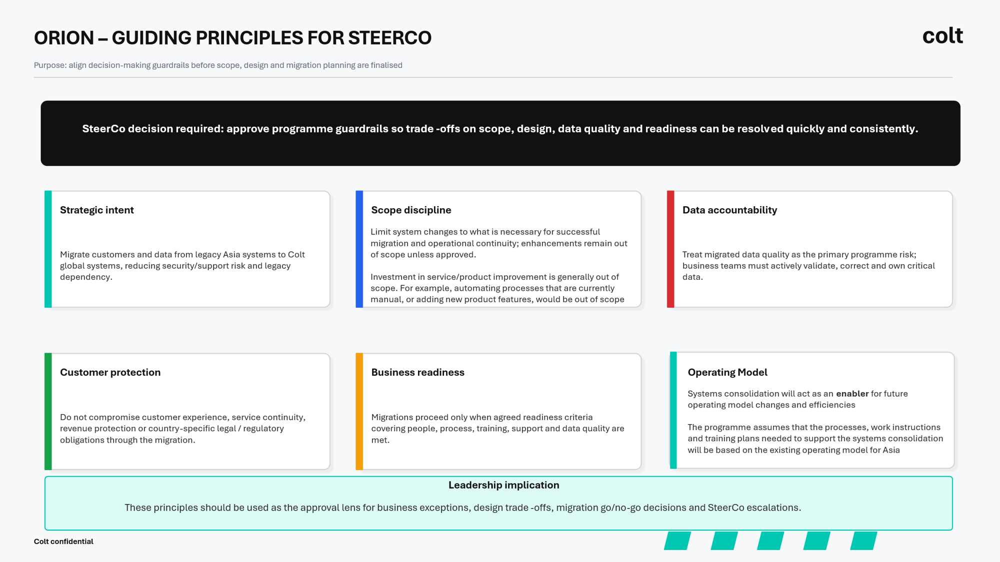 ORION – GUIDING PRINCIPLES FOR STEERCO
colt
Purpose: align decision-making guardrails before scope, design and migration planning are finalised
SteerCo decision required: approve programme guardrails so trade -offs on scope, design, data quality and readiness can be resolved quickly and consistently.
Strategic intent
Migrate customers and data from legacy Asia systems to Colt
global systems, reducing security/support risk and legacy
dependency.
Scope discipline
Limit system changes to what is necessary for successful
migration and operational continuity; enhancements remain out
of scope unless approved.
Investment in service/product improvement is generally out of
scope. For example, automating processes that are currently
manual, or adding new product features, would be out of scope
Data accountability
Treat migrated data quality as the primary programme risk;
business teams must actively validate, correct and own critical
data.
Customer protection
Do not compromise customer experience, service continuity,
revenue protection or country-specific legal / regulatory
obligations through the migration.
Business readiness
Migrations proceed only when agreed readiness criteria
covering people, process, training, support and data quality are
met.
Operating Model
Systems consolidation will act as an enabler for future
operating model changes and efficiencies
The programme assumes that the processes, work instructions
and training plans needed to support the systems consolidation
will be based on the existing operating model for Asia
Leadership implication
These principles should be used as the approval lens for business exceptions, design trade -offs, migration go/no-go decisions and SteerCo escalations.
Colt confidential